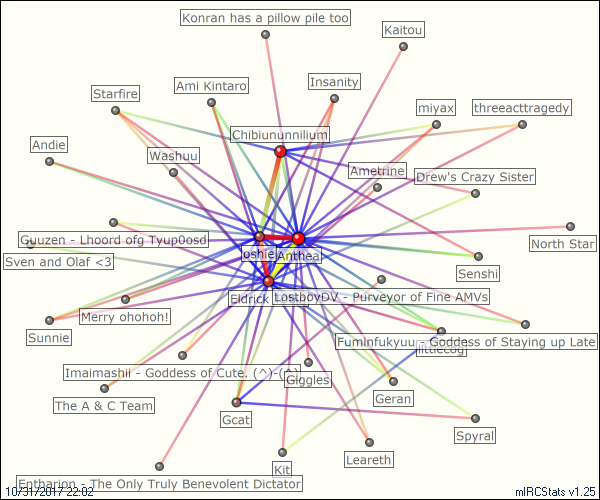 Konran has a pillow pile too
Kaitou
Insanity
Ami Kintaro
Starfire
miyax
threeacttragedy
Chibiununnilium
Andie
Washuu
Ametrine
Drew's Crazy Sister
Guuzen - Lhoord ofg Tyup0osd
North Star
oshie
Anthea
Sven and Olaf <3
Senshi
Eldrick
LostboyDV - Purveyor of Fine AMVs
Merry ohohoh!
Sunnie
Fuminfukyuu - Goddess of Staying up Late
littlecog
Imaimashii - Goddess of Cute. (^)-(^)
Giggles
Geran
The A & C Team
Gcat
Spyral
Leareth
Kit
Entbarion - The Only Truly Benevolent Dictator
10/31/2017 22:02
mIRCStats v1.25